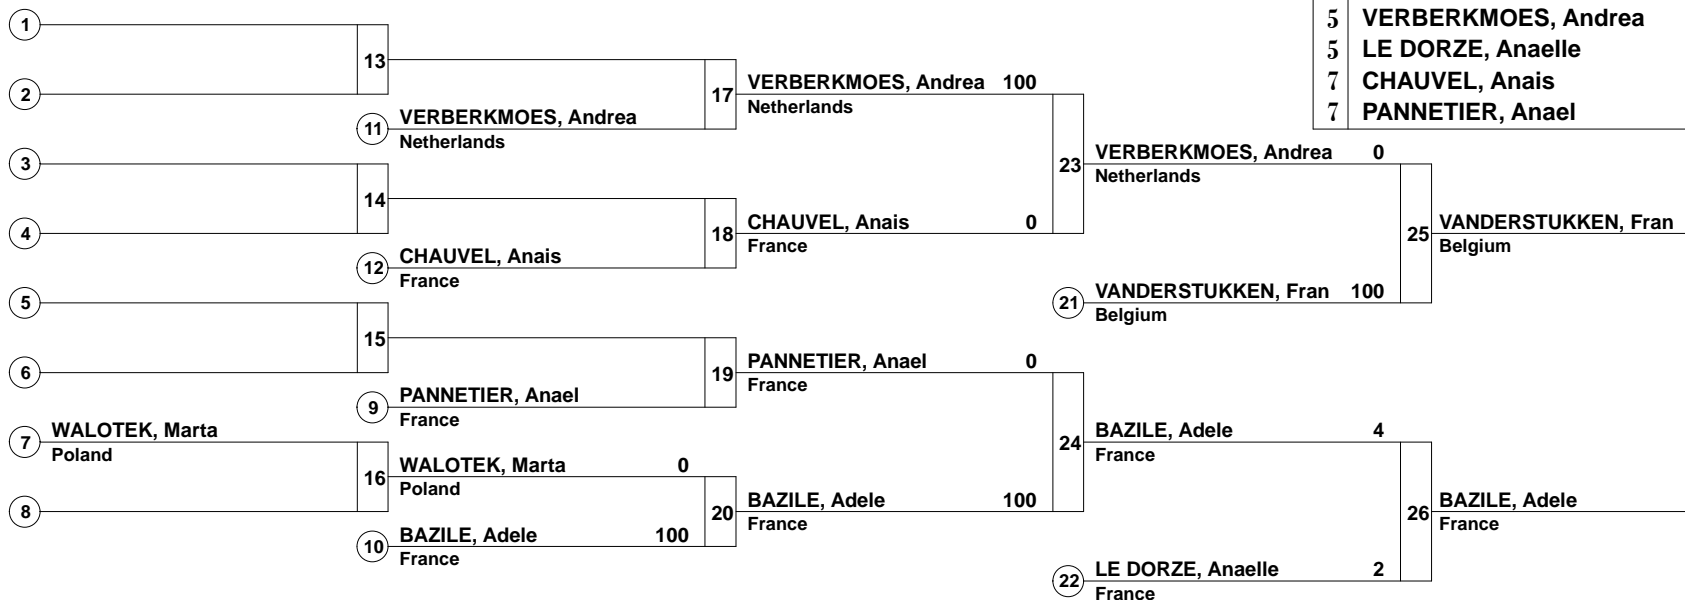 1
5 VERBERKMOES, Andrea
5 LE DORZE, Anaelle
7 CHAUVEL, Anais
7 PANNETIER, Anael
13
2
17
VERBERKMOES, Andrea 100
Netherlands
11 VERBERKMOES, Andrea
Netherlands
3
23
VERBERKMOES, Andrea 0
Netherlands
14
4
18
CHAUVEL, Anais 0
France
25
VANDERSTUKKEN, Fran
Belgium
12 CHAUVEL, Anais
France
5
21 VANDERSTUKKEN, Fran 100
Belgium
15
6
19
PANNETIER, Anael 0
France
9 PANNETIER, Anael
France
7 WALOTEK, Marta
Poland
24
BAZILE, Adele 4
France
16
WALOTEK, Marta 0
Poland
8
20
BAZILE, Adele 100
France
26
BAZILE, Adele
France
10 BAZILE, Adele 100
France
22 LE DORZE, Anaelle 2
France